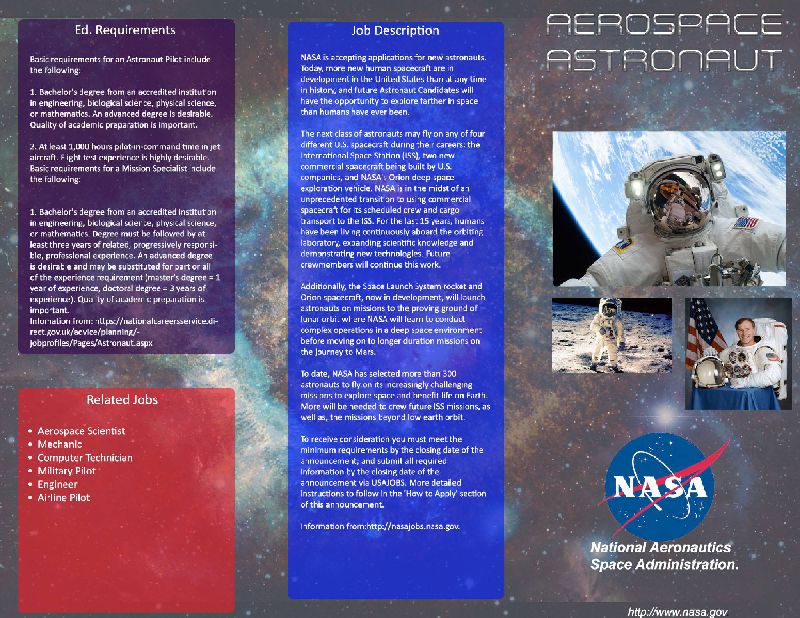 Ed. Requirements
Basic requirements for an Astronaut Pilot include
the following:
1. Bachelor's degree from an accredited institution
in engineering, biological science, physical science,
or mathematics. An advanced degree is desirable.
Quality of academic preparation is important.
2. At least 1,000 hours pilot-in-command time in jet
aircraft. Flight test experience is highly desirable.
Basic requirements for a Mission Specialist include
the following:
1. Bachelor's degree from an accredited institution
in engineering, biological science, physical science,
or mathematics. Degree must be followed by at
least three years of related, progressively responsi-
ble, professional experience. An advanced degree
is desirable and may be substituted for part or all
of the experience requirement (master's degree = 1
year of experience, doctoral degree = 3 years of
experience). Quality of academic preparation is
important.
Infomation from: https://nationalcareersservice.di-
rect.gov.uk/advice/planning/-
jobprofiles/Pages/Astronaut.aspx
Related Jobs
• Aerospace Scientist
• Mechanic
• Computer Technician
• Military Pilot
• Engineer
• Airline Pilot
Job Description
NASA is accepting applications for new astronauts.
Today, more new human spacecraft are in
development in the United States than at any time
in history, and future Astronaut Candidates will
have the opportunity to explore farther in space
than humans have ever been.
The next class of astronauts may fly on any of four
different U.S. spacecraft during their careers: the
International Space Station (ISS), two new
commercial spacecraft being built by U.S.
companies, and NASA's Orion deep-space
exploration vehicle. NASA is in the midst of an
unprecedented transition to using commercial
spacecraft for its scheduled crew and cargo
transport to the ISS. For the last 15 years, humans
have been living continuously aboard the orbiting
laboratory, expanding scientific knowledge and
demonstrating new technologies. Future
crewmembers will continue this work.
Additionally, the Space Launch System rocket and
Orion spacecraft, now in development, will launch
astronauts on missions to the proving ground of
lunar orbit where NASA will learn to conduct
complex operations in a deep space environment
before moving on to longer duration missions on
the Journey to Mars.
To date, NASA has selected more than 300
astronauts to fly on its increasingly challenging
missions to explore space and benefit life on Earth.
More will be needed to crew future ISS missions, as
well as, the missions beyond low earth orbit.
To receive consideration you must meet the
minimum requirements by the closing date of the
announcement; and submit all required
information by the closing date of the
announcement via USAJOBS. More detailed
instructions to follow in the 'How to Apply' section
of this announcement.
Information from:http://nasajobs.nasa.gov.
AEROSPACE
ASTRONAUT
NASA
National Aeronautics
Space Administration.
http://www.nasa.gov